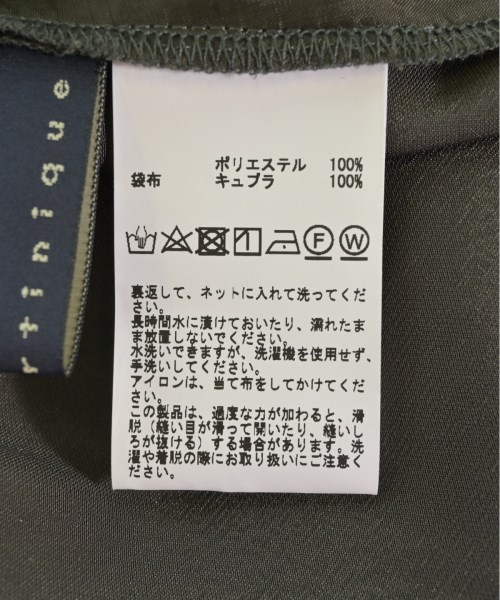 rtinique
ポリエステル 100%
袋布 キュプラ 100%
F W
裏返して、ネットに入れて洗ってくだ
さい。
長時間水に漬けておいたり、濡れたま
ま放置しないでください。
水洗いできますが、洗濯機を使用せず、
手洗いしてください。
アイロンは、当て布をしてかけてくだ
さい。
この製品は、過度な力が加わると、滑
脱（縫い目が滑って開いたり、縫いし
ろが抜ける）する場合があります。洗
濯や着脱の際にお取り扱いにご注意く
ださい。